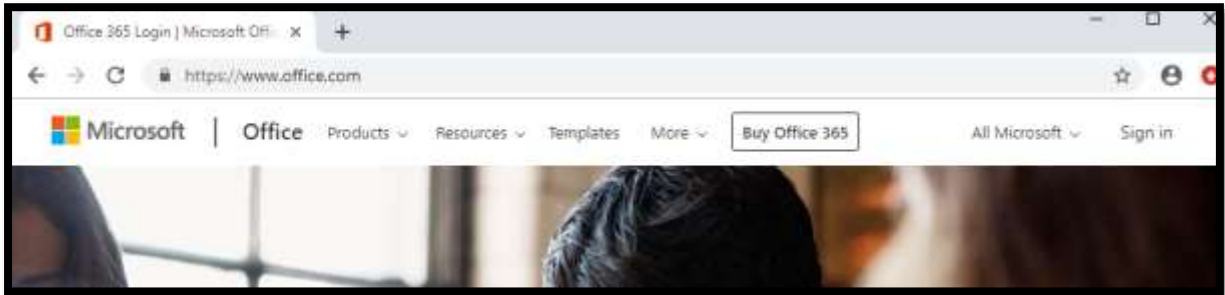 Office 365 Login | Microsoft Offi
https://www.office.com
Microsoft | Office Products Resources Templates More Buy Office 365 All Microsoft Sign in